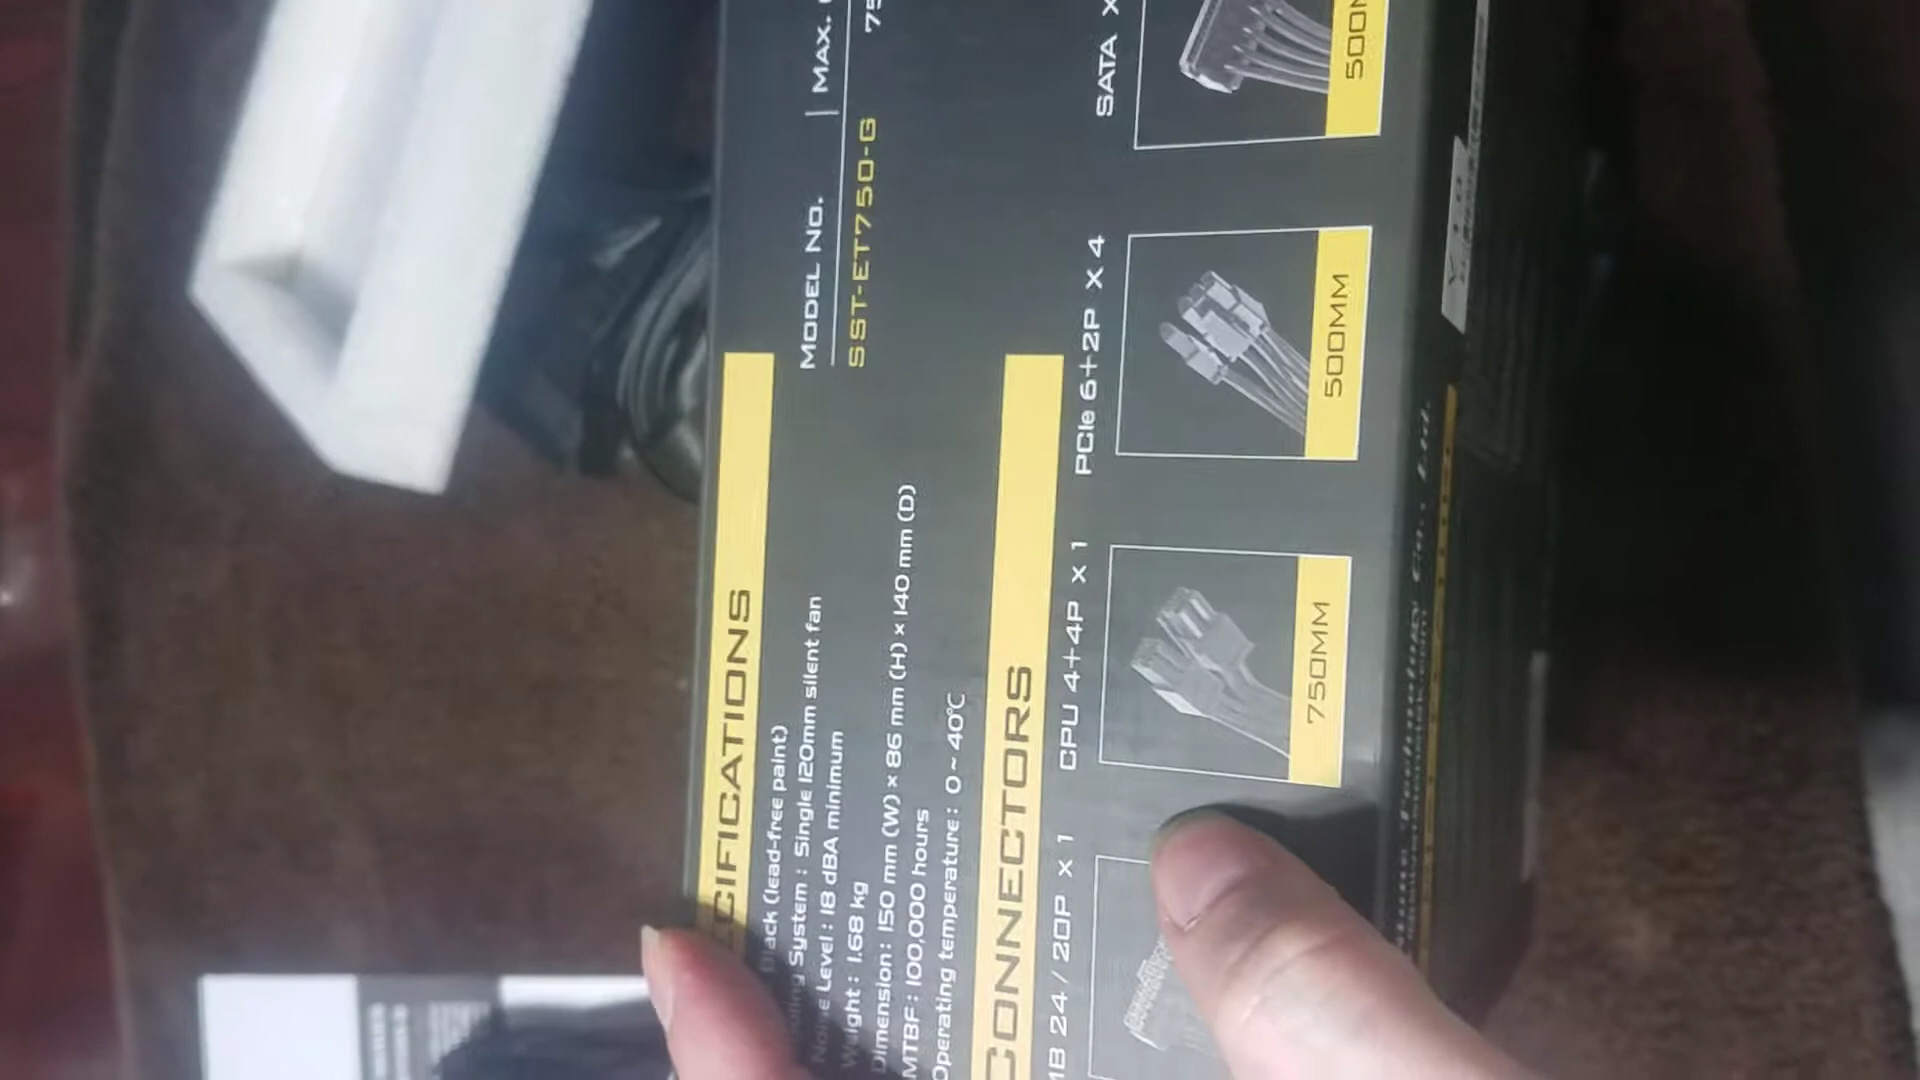 CIFICATIONS
Black (lead-free paint)
System : Single 120mm silent fan
Noise Level : 18 dBA minimum
Weight : 1.68 kg
Dimension : 150 mm (W) × 86 mm (H) × 140 mm (D)
MTBF : 100,000 hours
Operating temperature : 0 ~ 40℃
MODEL NO. | MAX.
SST-ET750-G
CONNECTORS
MB 24 / 20P x 1
CPU 4+4P x 1
750MM
PCIe 6+2P X 4
500MM
SATA X
500M